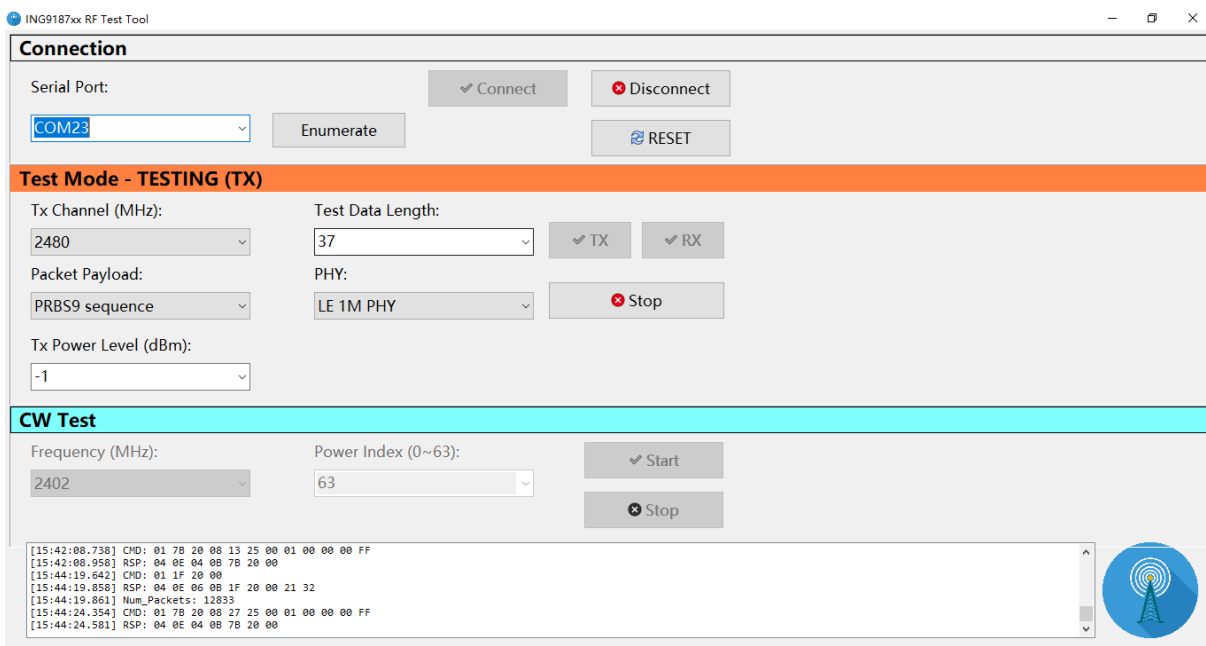 ING9187xx RF Test Tool
Connection
Serial Port:
Connect
Disconnect
COM23
Enumerate
RESET
Test Mode - TESTING (TX)
Tx Channel (MHz):
Test Data Length:
2480
37
TX
RX
Packet Payload:
PHY:
PRBS9 sequence
LE 1M PHY
Stop
Tx Power Level (dBm):
-1
CW Test
Frequency (MHz):
Power Index (0~63):
Start
2402
63
Stop
[15:42:08.738] CMD: 01 7B 20 08 13 25 00 01 00 00 00 FF
[15:42:08.958] RSP: 04 0E 04 0B 7B 20 00
[15:44:19.642] CMD: 01 1F 20 00
[15:44:19.858] RSP: 04 0E 06 0B 1F 20 00 21 32
[15:44:19.861] Num_Packets: 12833
[15:44:24.354] CMD: 01 7B 20 08 27 25 00 01 00 00 00 FF
[15:44:24.581] RSP: 04 0E 04 0B 7B 20 00